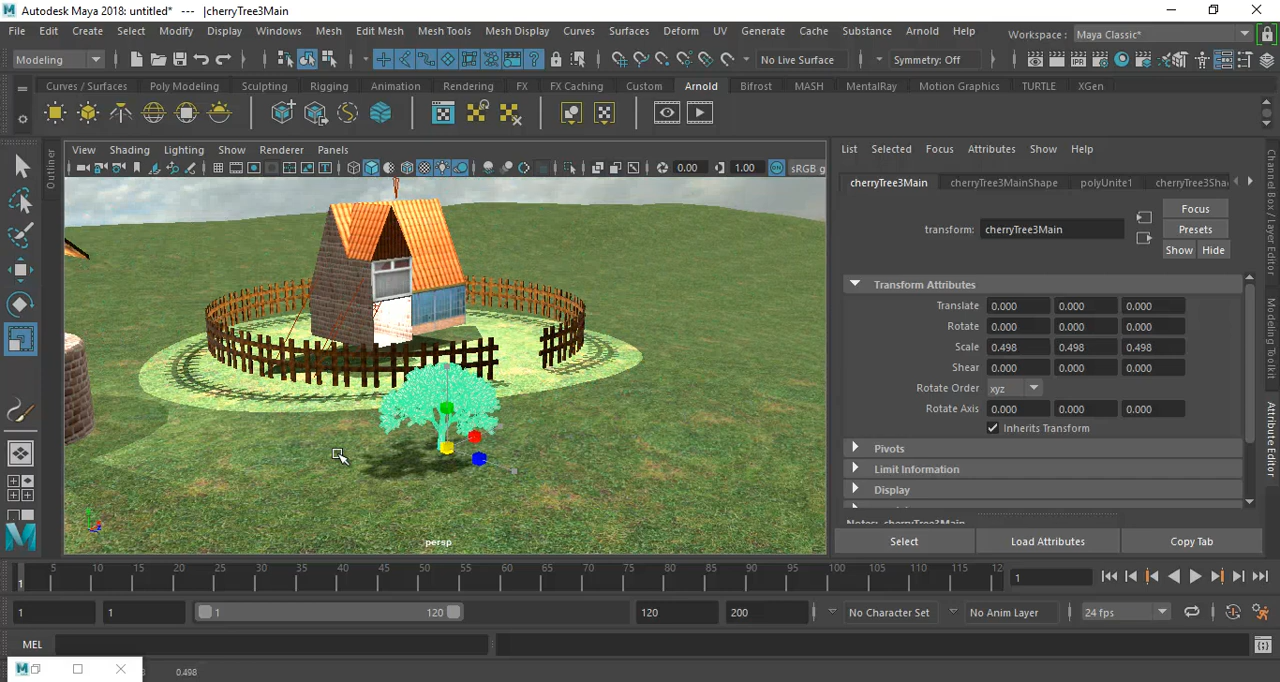 Autodesk Maya 2018: untitled*   ---   |cherryTree3Main
File Edit Create Select Modify Display Windows Mesh Edit Mesh Mesh Tools Mesh Display Curves Surfaces Deform UV Generate Cache Substance Arnold Help Workspace : Maya Classic*
Modeling No Live Surface Symmetry: Off
Curves / Surfaces Poly Modeling Sculpting Rigging Animation Rendering FX FX Caching Custom Arnold Bifrost MASH MentalRay Motion Graphics TURTLE XGen
IPR
Outliner
View Shading Lighting Show Renderer Panels
0.00 1.00 ON sRGB g
List Selected Focus Attributes Show Help
cherryTree3Main cherryTree3MainShape polyUnite1 cherryTree3Sha
transform: cherryTree3Main
Focus
Presets
Show Hide
Transform Attributes
Translate 0.000 0.000 0.000
Rotate 0.000 0.000 0.000
Scale 0.498 0.498 0.498
Shear 0.000 0.000 0.000
Rotate Order xyz
Rotate Axis 0.000 0.000 0.000
Inherits Transform
Pivots
Limit Information
Display
Notes: cherryTree3Main
Select Load Attributes Copy Tab
Channel Box / Layer Editor
Modeling Toolkit
Attribute Editor
persp
5 10 15 20 25 30 35 40 45 50 55 60 65 70 75 80 85 90 95 100 105 110 115 12
1 1
1 1 1 120 120 200 No Character Set No Anim Layer 24 fps
MEL
0.498